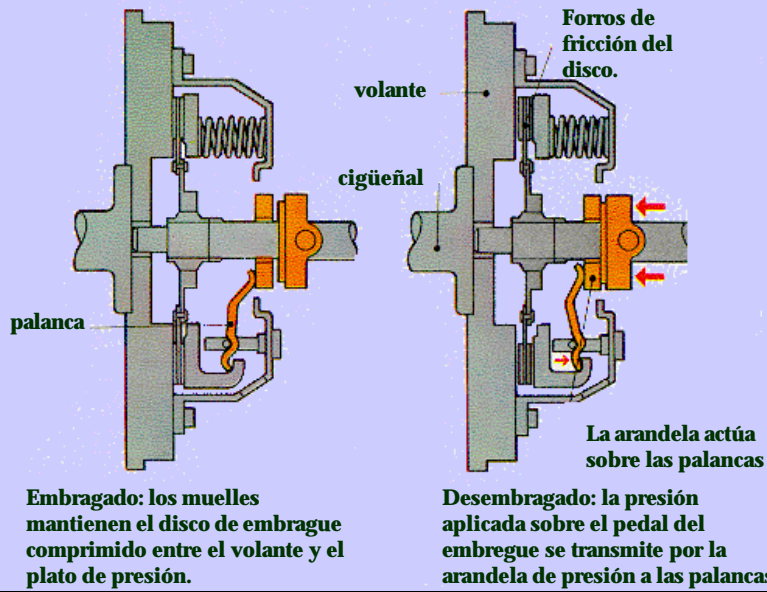 Forros de
fricción del
disco.
volante
cigüeñal
palanca
La arandela actúa
sobre las palancas
Embragado: los muelles
mantienen el disco de embrague
comprimido entre el volante y el
plato de presión.
Desembragado: la presión
aplicada sobre el pedal del
embregue se transmite por la
arandela de presión a las palancas